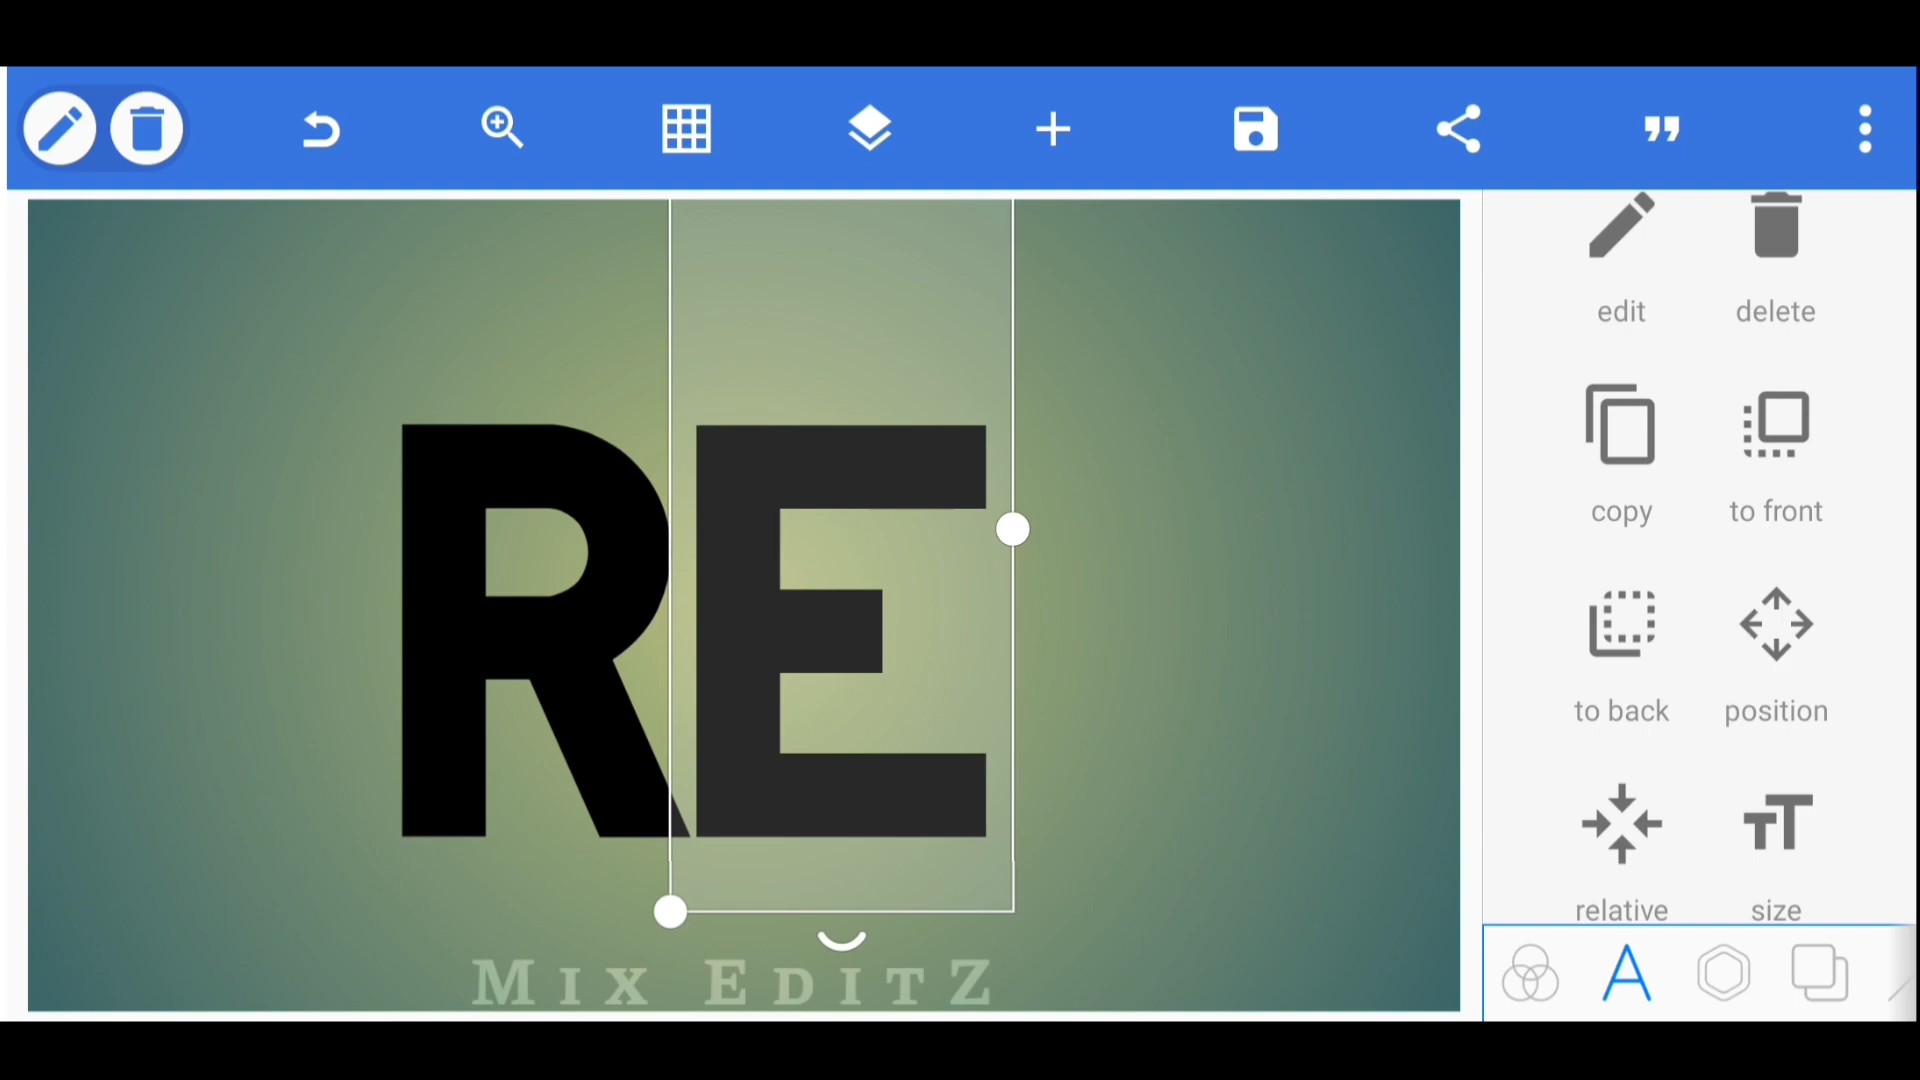 edit delete
RE
copy to front
to back position
relative size
MIX EDITZ